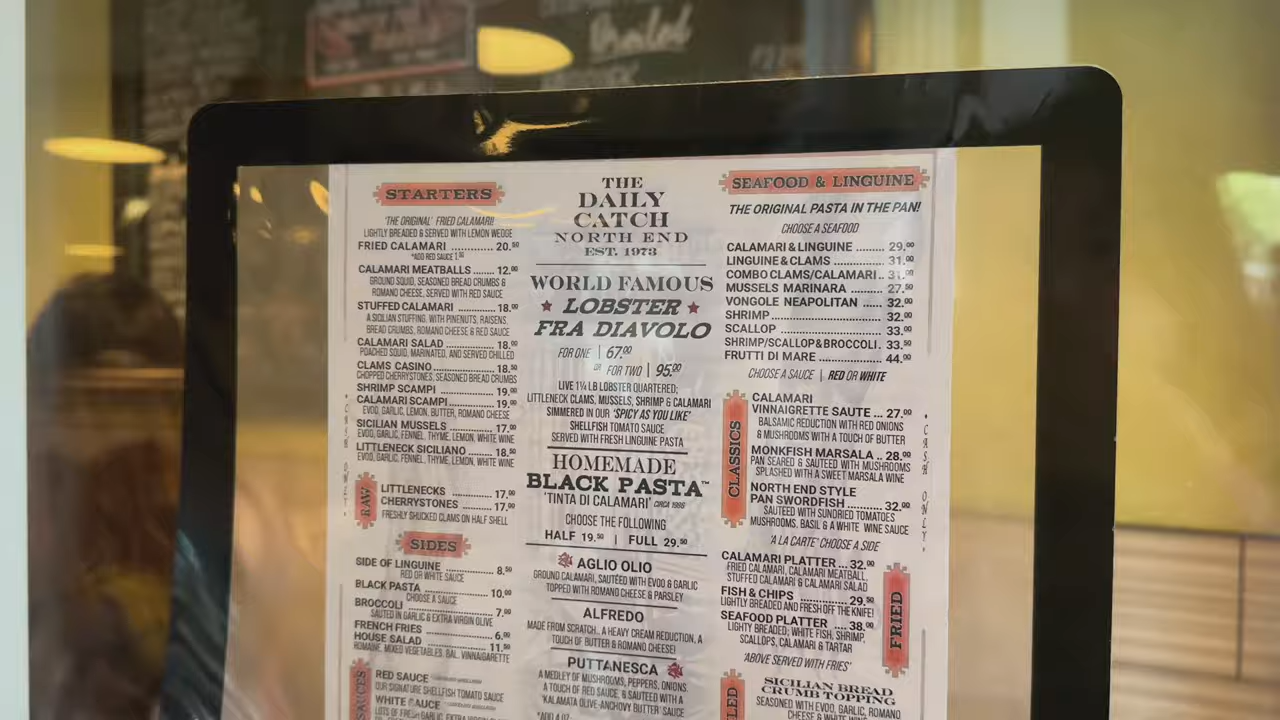 Broiled
STARTERS
'THE ORIGINAL' FRIED CALAMARI!
LIGHTLY BREADED & SERVED WITH LEMON WEDGE
FRIED CALAMARI ............... 20.50
*ADD RED SAUCE 1.50
CALAMARI MEATBALLS ....... 12.00
GROUND SQUID, SEASONED BREAD CRUMBS &
ROMANO CHEESE, SERVED WITH RED SAUCE
STUFFED CALAMARI ............ 18.00
A SICILIAN STUFFING, WITH PINENUTS, RAISENS,
BREAD CRUMBS, ROMANO CHEESE & RED SAUCE
CALAMARI SALAD ............... 18.00
POACHED SQUID, MARINATED, AND SERVED CHILLED
CLAMS CASINO .................. 18.50
CHOPPED CHERRYSTONES, SEASONED BREAD CRUMBS
SHRIMP SCAMPI ................. 19.00
CALAMARI SCAMPI .............. 19.00
EVOO, GARLIC, LEMON, BUTTER, ROMANO CHEESE
SICILIAN MUSSELS .............. 17.00
EVOO, GARLIC, FENNEL, THYME, LEMON, WHITE WINE
LITTLENECK SICILIANO ........ 18.50
EVOO, GARLIC, FENNEL, THYME, LEMON, WHITE WINE
RAW
LITTLENECKS ................ 17.00
CHERRYSTONES ............. 17.00
FRESHLY SHUCKED CLAMS ON HALF SHELL
SIDES
SIDE OF LINGUINE .............. 8.50
RED OR WHITE SAUCE
BLACK PASTA .................. 10.00
CHOOSE A SAUCE
BROCCOLI ........................ 7.00
SAUTED IN GARLIC & EXTRA VIRGIN OLIVE
FRENCH FRIES .................. 6.00
HOUSE SALAD .................. 11.50
ROMAINE, MIXED VEGETABLES, BAL. VINNAIGARETTE
SAUCES
RED SAUCE
OUR SIGNATURE SHELLFISH TOMATO SAUCE
WHITE SAUCE
LOTS OF FRESH GARLIC, EXTRA VIRGIN
THE
DAILY
CATCH
NORTH END
EST. 1973
WORLD FAMOUS
LOBSTER
FRA DIAVOLO
FOR ONE | 67.00
OR FOR TWO | 95.00
LIVE 1¼ LB LOBSTER QUARTERED;
LITTLENECK CLAMS, MUSSELS, SHRIMP & CALAMARI
SIMMERED IN OUR 'SPICY AS YOU LIKE'
SHELLFISH TOMATO SAUCE
SERVED WITH FRESH LINGUINE PASTA
HOMEMADE
BLACK PASTA™
'TINTA DI CALAMARI' CIRCA 1986
CHOOSE THE FOLLOWING
HALF 19.50 | FULL 29.50
AGLIO OLIO
GROUND CALAMARI, SAUTÉED WITH EVOO & GARLIC
TOPPED WITH ROMANO CHEESE & PARSLEY
ALFREDO
MADE FROM SCRATCH.. A HEAVY CREAM REDUCTION, A
TOUCH OF BUTTER & ROMANO CHEESE!
PUTTANESCA
A MEDLEY OF MUSHROOMS, PEPPERS, ONIONS.
A TOUCH OF RED SAUCE, & SAUTEED WITH A
'KALAMATA OLIVE-ANCHOVY BUTTER' SAUCE
*ADD 4 OZ
SEAFOOD & LINGUINE
THE ORIGINAL PASTA IN THE PAN!
CHOOSE A SEAFOOD
CALAMARI & LINGUINE ........ 29.00
LINGUINE & CLAMS ............ 31.00
COMBO CLAMS/CALAMARI .. 31.00
MUSSELS MARINARA .......... 27.50
VONGOLE NEAPOLITAN ...... 32.00
SHRIMP .......................... 32.00
SCALLOP ........................ 33.00
SHRIMP/SCALLOP & BROCCOLI. 33.50
FRUTTI DI MARE ................ 44.00
CHOOSE A SAUCE | RED OR WHITE
CLASSICS
CALAMARI
VINNAIGRETTE SAUTE ... 27.00
BALSAMIC REDUCTION WITH RED ONIONS
& MUSHROOMS WITH A TOUCH OF BUTTER
MONKFISH MARSALA .. 28.00
PAN SEARED & SAUTEED WITH MUSHROOMS
SPLASHED WITH A SWEET MARSALA WINE
NORTH END STYLE
PAN SWORDFISH ......... 32.00
SAUTEED WITH SUNDRIED TOMATOES
MUSHROOMS, BASIL & A WHITE WINE SAUCE
'A LA CARTE' CHOOSE A SIDE
•CASH ONLY•
CALAMARI PLATTER ... 32.00
FRIED CALAMARI, CALAMARI MEATBALL,
STUFFED CALAMARI & CALAMARI SALAD
FISH & CHIPS .............. 29.50
LIGHTLY BREADED AND FRESH OFF THE KNIFE!
SEAFOOD PLATTER .... 38.00
LIGHTY BREADED; WHITE FISH, SHRIMP,
SCALLOPS, CALAMARI & TARTAR
'ABOVE SERVED WITH FRIES'
FRIED
SICILIAN BREAD
CRUMB TOPPING
SEASONED WITH EVOO, GARLIC, ROMANO
CHEESE & WHITE WINE